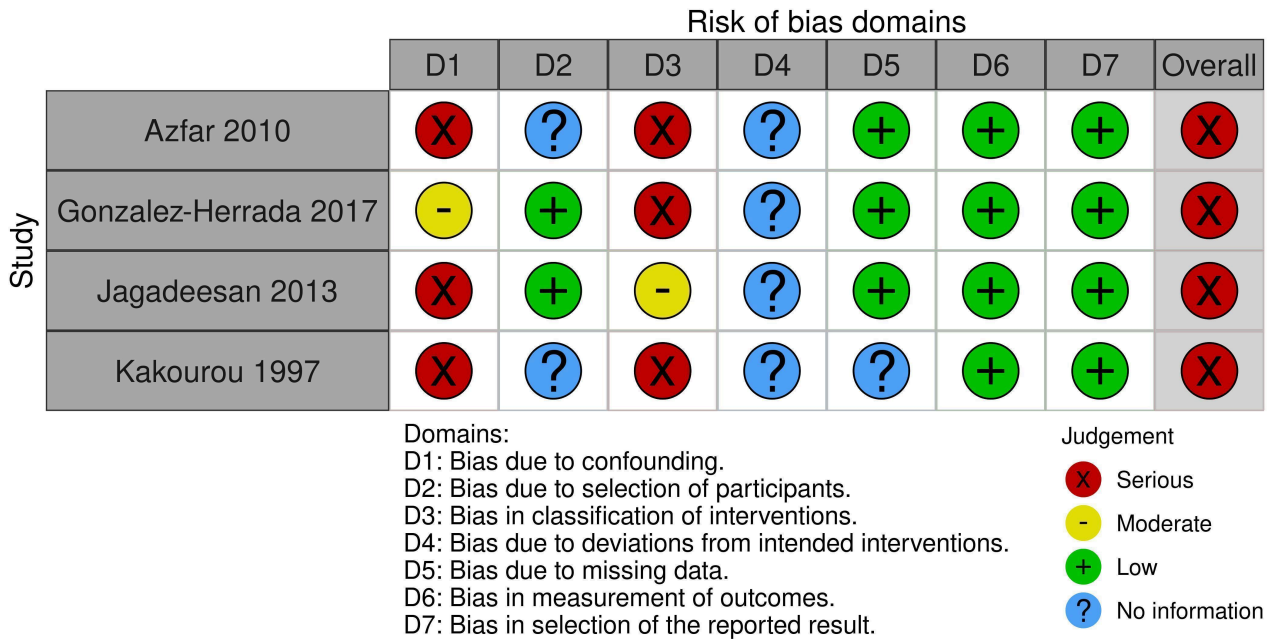 Risk of bias domains
D1 D2 D3 D4 D5 D6 D7 Overall
Study
Azfar 2010 X ? X ? + + + X
Gonzalez-Herrada 2017 - + X ? + + + X
Jagadeesan 2013 X + - ? + + + X
Kakourou 1997 X ? X ? ? + + X
Domains:
D1: Bias due to confounding.
D2: Bias due to selection of participants.
D3: Bias in classification of interventions.
D4: Bias due to deviations from intended interventions.
D5: Bias due to missing data.
D6: Bias in measurement of outcomes.
D7: Bias in selection of the reported result.
Judgement
X Serious
- Moderate
+ Low
? No information